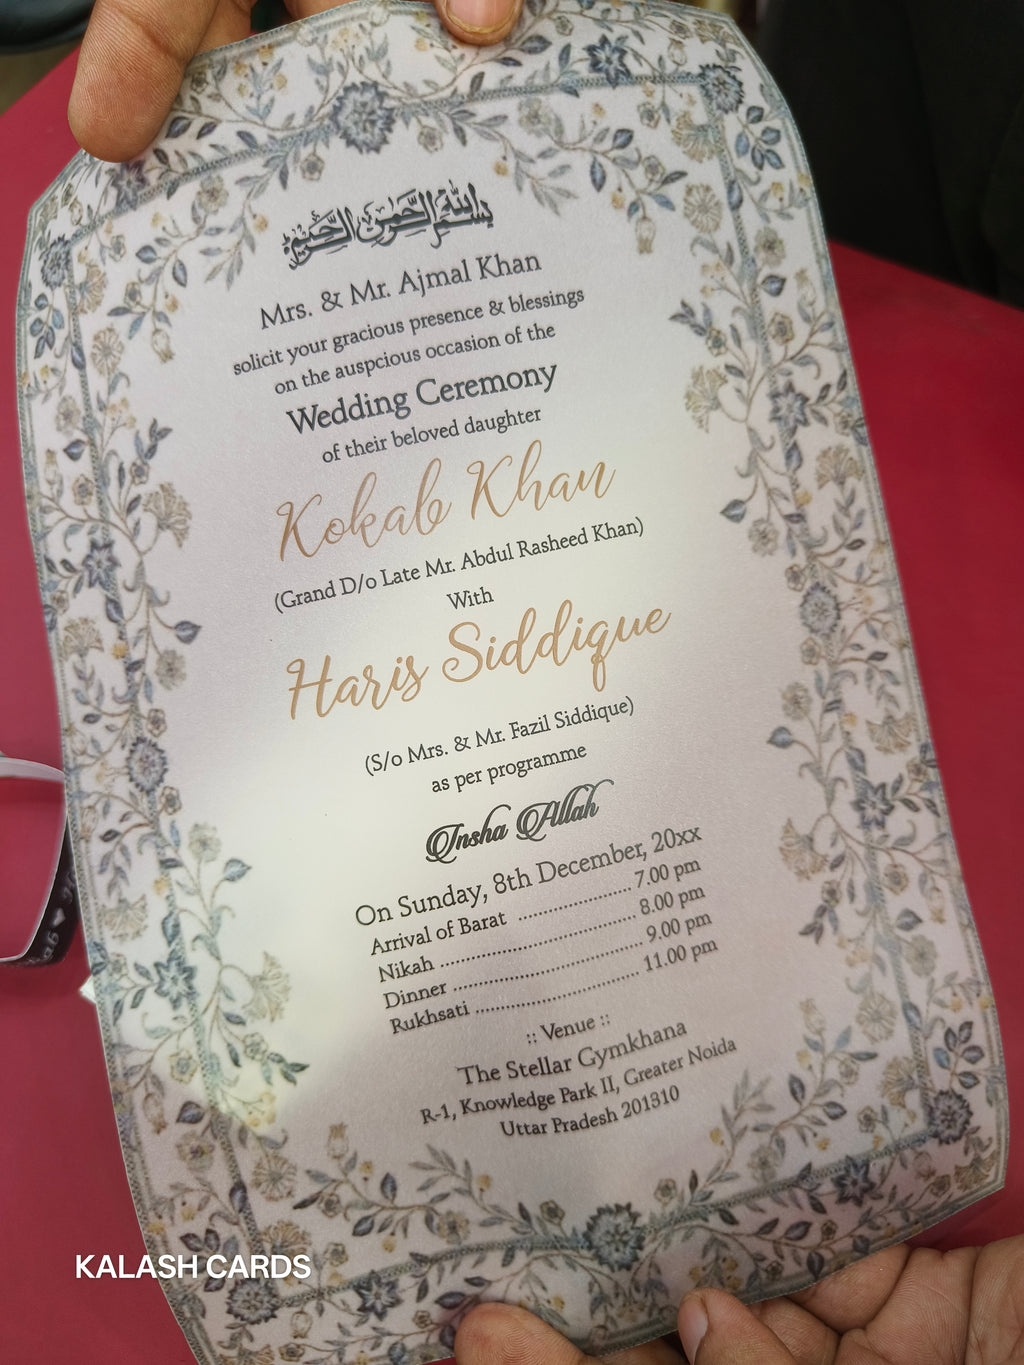 بسم الله الرحمن الرحيم
Mrs. & Mr. Ajmal Khan
solicit your gracious presence & blessings
on the auspcious occasion of the
Wedding Ceremony
of their beloved daughter
Kokab Khan
(Grand D/o Late Mr. Abdul Rasheed Khan)
With
Haris Siddique
(S/o Mrs. & Mr. Fazil Siddique)
as per programme
Insha Allah
On Sunday, 8th December, 20xx
Arrival of Barat ..................... 7.00 pm
Nikah ..................................... 8.00 pm
Dinner ................................... 9.00 pm
Rukhsati ............................... 11.00 pm
:: Venue ::
The Stellar Gymkhana
R-1, Knowledge Park II, Greater Noida
Uttar Pradesh 201310
KALASH CARDS